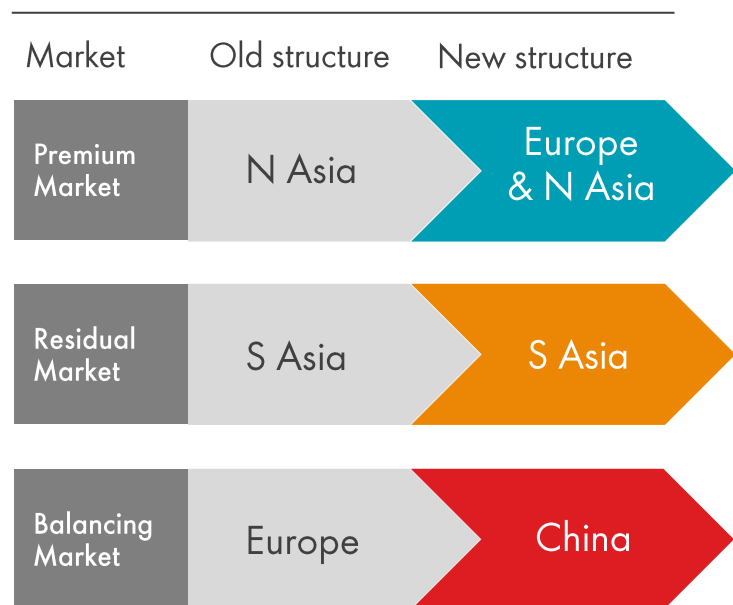 Market Old structure New structure
Premium
Market
N Asia
Europe
& N Asia
Residual
Market
S Asia
S Asia
Balancing
Market
Europe
China